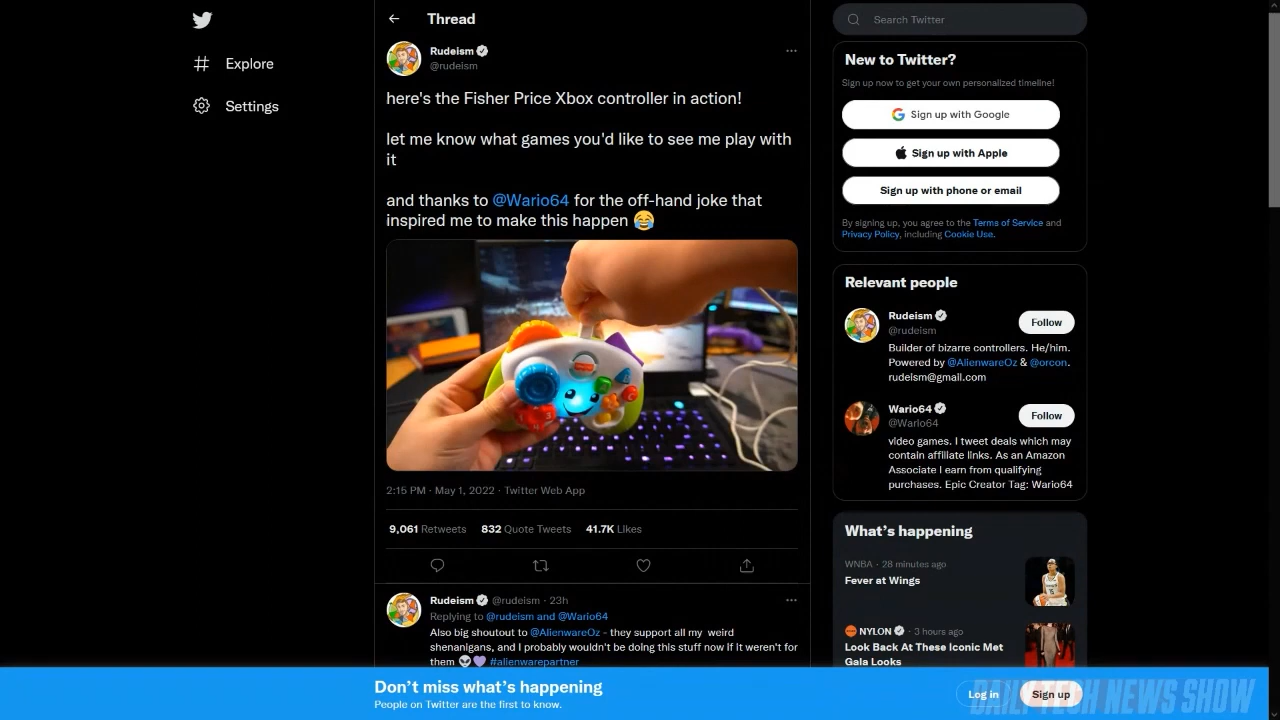 Thread
Search Twitter
Explore
Settings
Rudeism
@rudeism
here's the Fisher Price Xbox controller in action!
let me know what games you'd like to see me play with
it
and thanks to @Wario64 for the off-hand joke that
inspired me to make this happen 😂
2:15 PM · May 1, 2022 · Twitter Web App
9,061 Retweets 832 Quote Tweets 41.7K Likes
Rudeism @rudeism · 23h
Replying to @rudeism and @Wario64
Also big shoutout to @AlienwareOz - they support all my weird
shenanigans, and I probably wouldn't be doing this stuff now if it weren't for
them 👽💜 #alienwarepartner
New to Twitter?
Sign up now to get your own personalized timeline!
Sign up with Google
Sign up with Apple
Sign up with phone or email
By signing up, you agree to the Terms of Service and
Privacy Policy, including Cookie Use.
Relevant people
Rudeism
@rudeism
Follow
Builder of bizarre controllers. He/him.
Powered by @AlienwareOz & @orcon.
rudeism@gmail.com
Wario64
@Wario64
Follow
video games. I tweet deals which may
contain affiliate links. As an Amazon
Associate I earn from qualifying
purchases. Epic Creator Tag: Wario64
What's happening
WNBA · 28 minutes ago
Fever at Wings
NYLON · 3 hours ago
Look Back At These Iconic Met
Gala Looks
Don't miss what's happening
People on Twitter are the first to know.
Log in
Sign up
DAILY TECH NEWS SHOW